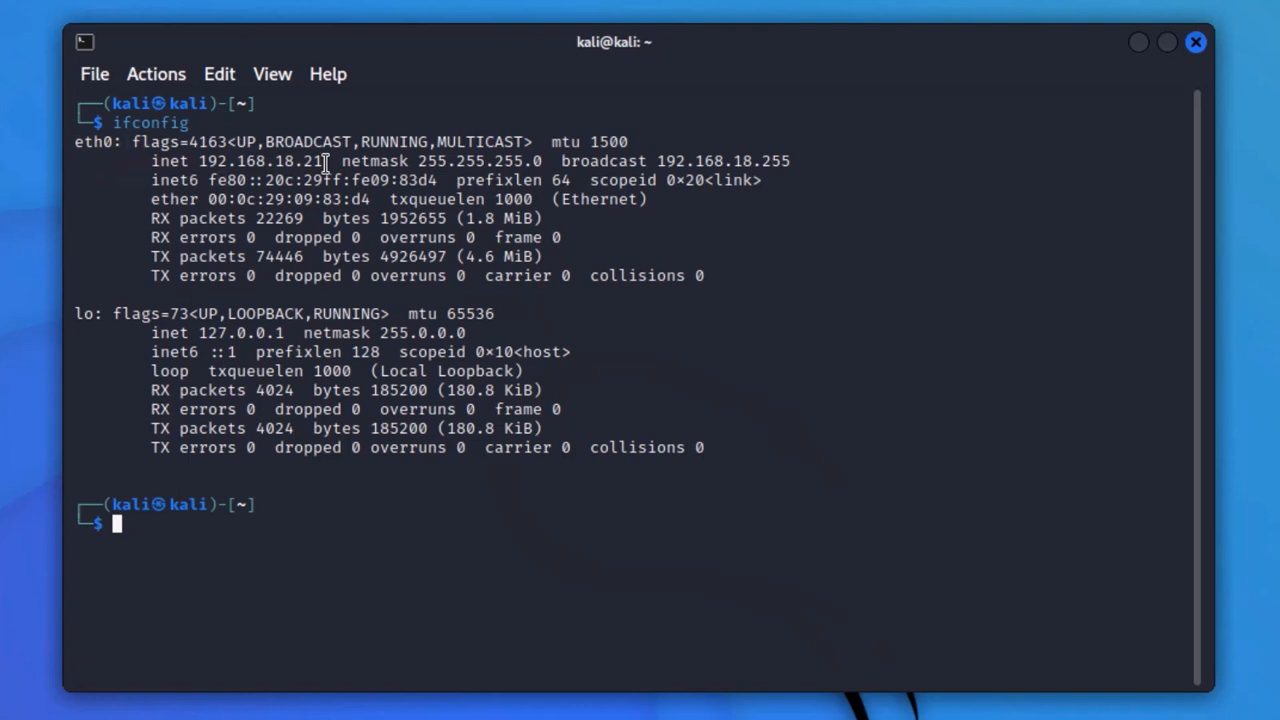 kali@kali: ~
File Actions Edit View Help
┌──(kali㉿kali)-[~]
└─$ ifconfig
eth0: flags=4163<UP,BROADCAST,RUNNING,MULTICAST>  mtu 1500
        inet 192.168.18.21  netmask 255.255.255.0  broadcast 192.168.18.255
        inet6 fe80::20c:29ff:fe09:83d4  prefixlen 64  scopeid 0×20<link>
        ether 00:0c:29:09:83:d4  txqueuelen 1000  (Ethernet)
        RX packets 22269  bytes 1952655 (1.8 MiB)
        RX errors 0  dropped 0  overruns 0  frame 0
        TX packets 74446  bytes 4926497 (4.6 MiB)
        TX errors 0  dropped 0 overruns 0  carrier 0  collisions 0
lo: flags=73<UP,LOOPBACK,RUNNING>  mtu 65536
        inet 127.0.0.1  netmask 255.0.0.0
        inet6 ::1  prefixlen 128  scopeid 0×10<host>
        loop  txqueuelen 1000  (Local Loopback)
        RX packets 4024  bytes 185200 (180.8 KiB)
        RX errors 0  dropped 0  overruns 0  frame 0
        TX packets 4024  bytes 185200 (180.8 KiB)
        TX errors 0  dropped 0 overruns 0  carrier 0  collisions 0
┌──(kali㉿kali)-[~]
└─$